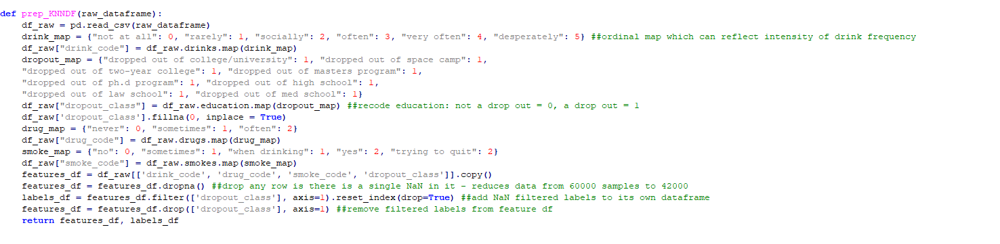 def prep_KNNDF(raw_dataframe):
    df_raw = pd.read_csv(raw_dataframe)
    drink_map = {"not at all": 0, "rarely": 1, "socially": 2, "often": 3, "very often": 4, "desperately": 5} ##ordinal map which can reflect intensity of drink frequency
    df_raw["drink_code"] = df_raw.drinks.map(drink_map)
    dropout_map = {"dropped out of college/university": 1, "dropped out of space camp": 1,
    "dropped out of two-year college": 1, "dropped out of masters program": 1,
    "dropped out of ph.d program": 1, "dropped out of high school": 1,
    "dropped out of law school": 1, "dropped out of med school": 1}
    df_raw["dropout_class"] = df_raw.education.map(dropout_map) ##recode education: not a drop out = 0, a drop out = 1
    df_raw['dropout_class'].fillna(0, inplace = True)
    drug_map = {"never": 0, "sometimes": 1, "often": 2}
    df_raw["drug_code"] = df_raw.drugs.map(drug_map)
    smoke_map = {"no": 0, "sometimes": 1, "when drinking": 1, "yes": 2, "trying to quit": 2}
    df_raw["smoke_code"] = df_raw.smokes.map(smoke_map)
    features_df = df_raw[['drink_code', 'drug_code', 'smoke_code', 'dropout_class']].copy()
    features_df = features_df.dropna() ##drop any row is there is a single NaN in it - reduces data from 60000 samples to 42000
    labels_df = features_df.filter(['dropout_class'], axis=1).reset_index(drop=True) ##add NaN filtered labels to its own dataframe
    features_df = features_df.drop(['dropout_class'], axis=1) ##remove filtered labels from feature df
    return features_df, labels_df